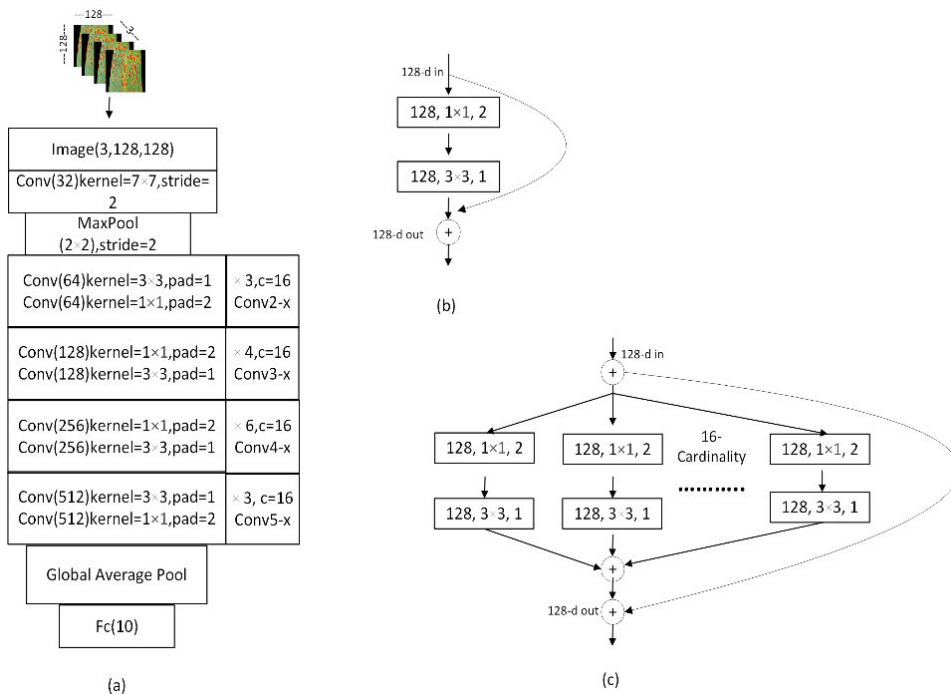 ---128---
---128---
---3---
Image(3,128,128)
Conv(32)kernel=7×7,stride=
2
MaxPool
(2×2),stride=2
Conv(64)kernel=3×3,pad=1
Conv(64)kernel=1×1,pad=2
× 3,c=16
Conv2-x
Conv(128)kernel=1×1,pad=2
Conv(128)kernel=3×3,pad=1
× 4,c=16
Conv3-x
Conv(256)kernel=1×1,pad=2
Conv(256)kernel=3×3,pad=1
× 6,c=16
Conv4-x
Conv(512)kernel=3×3,pad=1
Conv(512)kernel=1×1,pad=2
× 3, c=16
Conv5-x
Global Average Pool
Fc(10)
(a)
128-d in
128, 1×1, 2
128, 3×3, 1
+
128-d out
(b)
128-d in
+
128, 1×1, 2
128, 1×1, 2
16-
Cardinality
128, 1×1, 2
128, 3×3, 1
128, 3×3, 1
128, 3×3, 1
+
128-d out
+
(c)